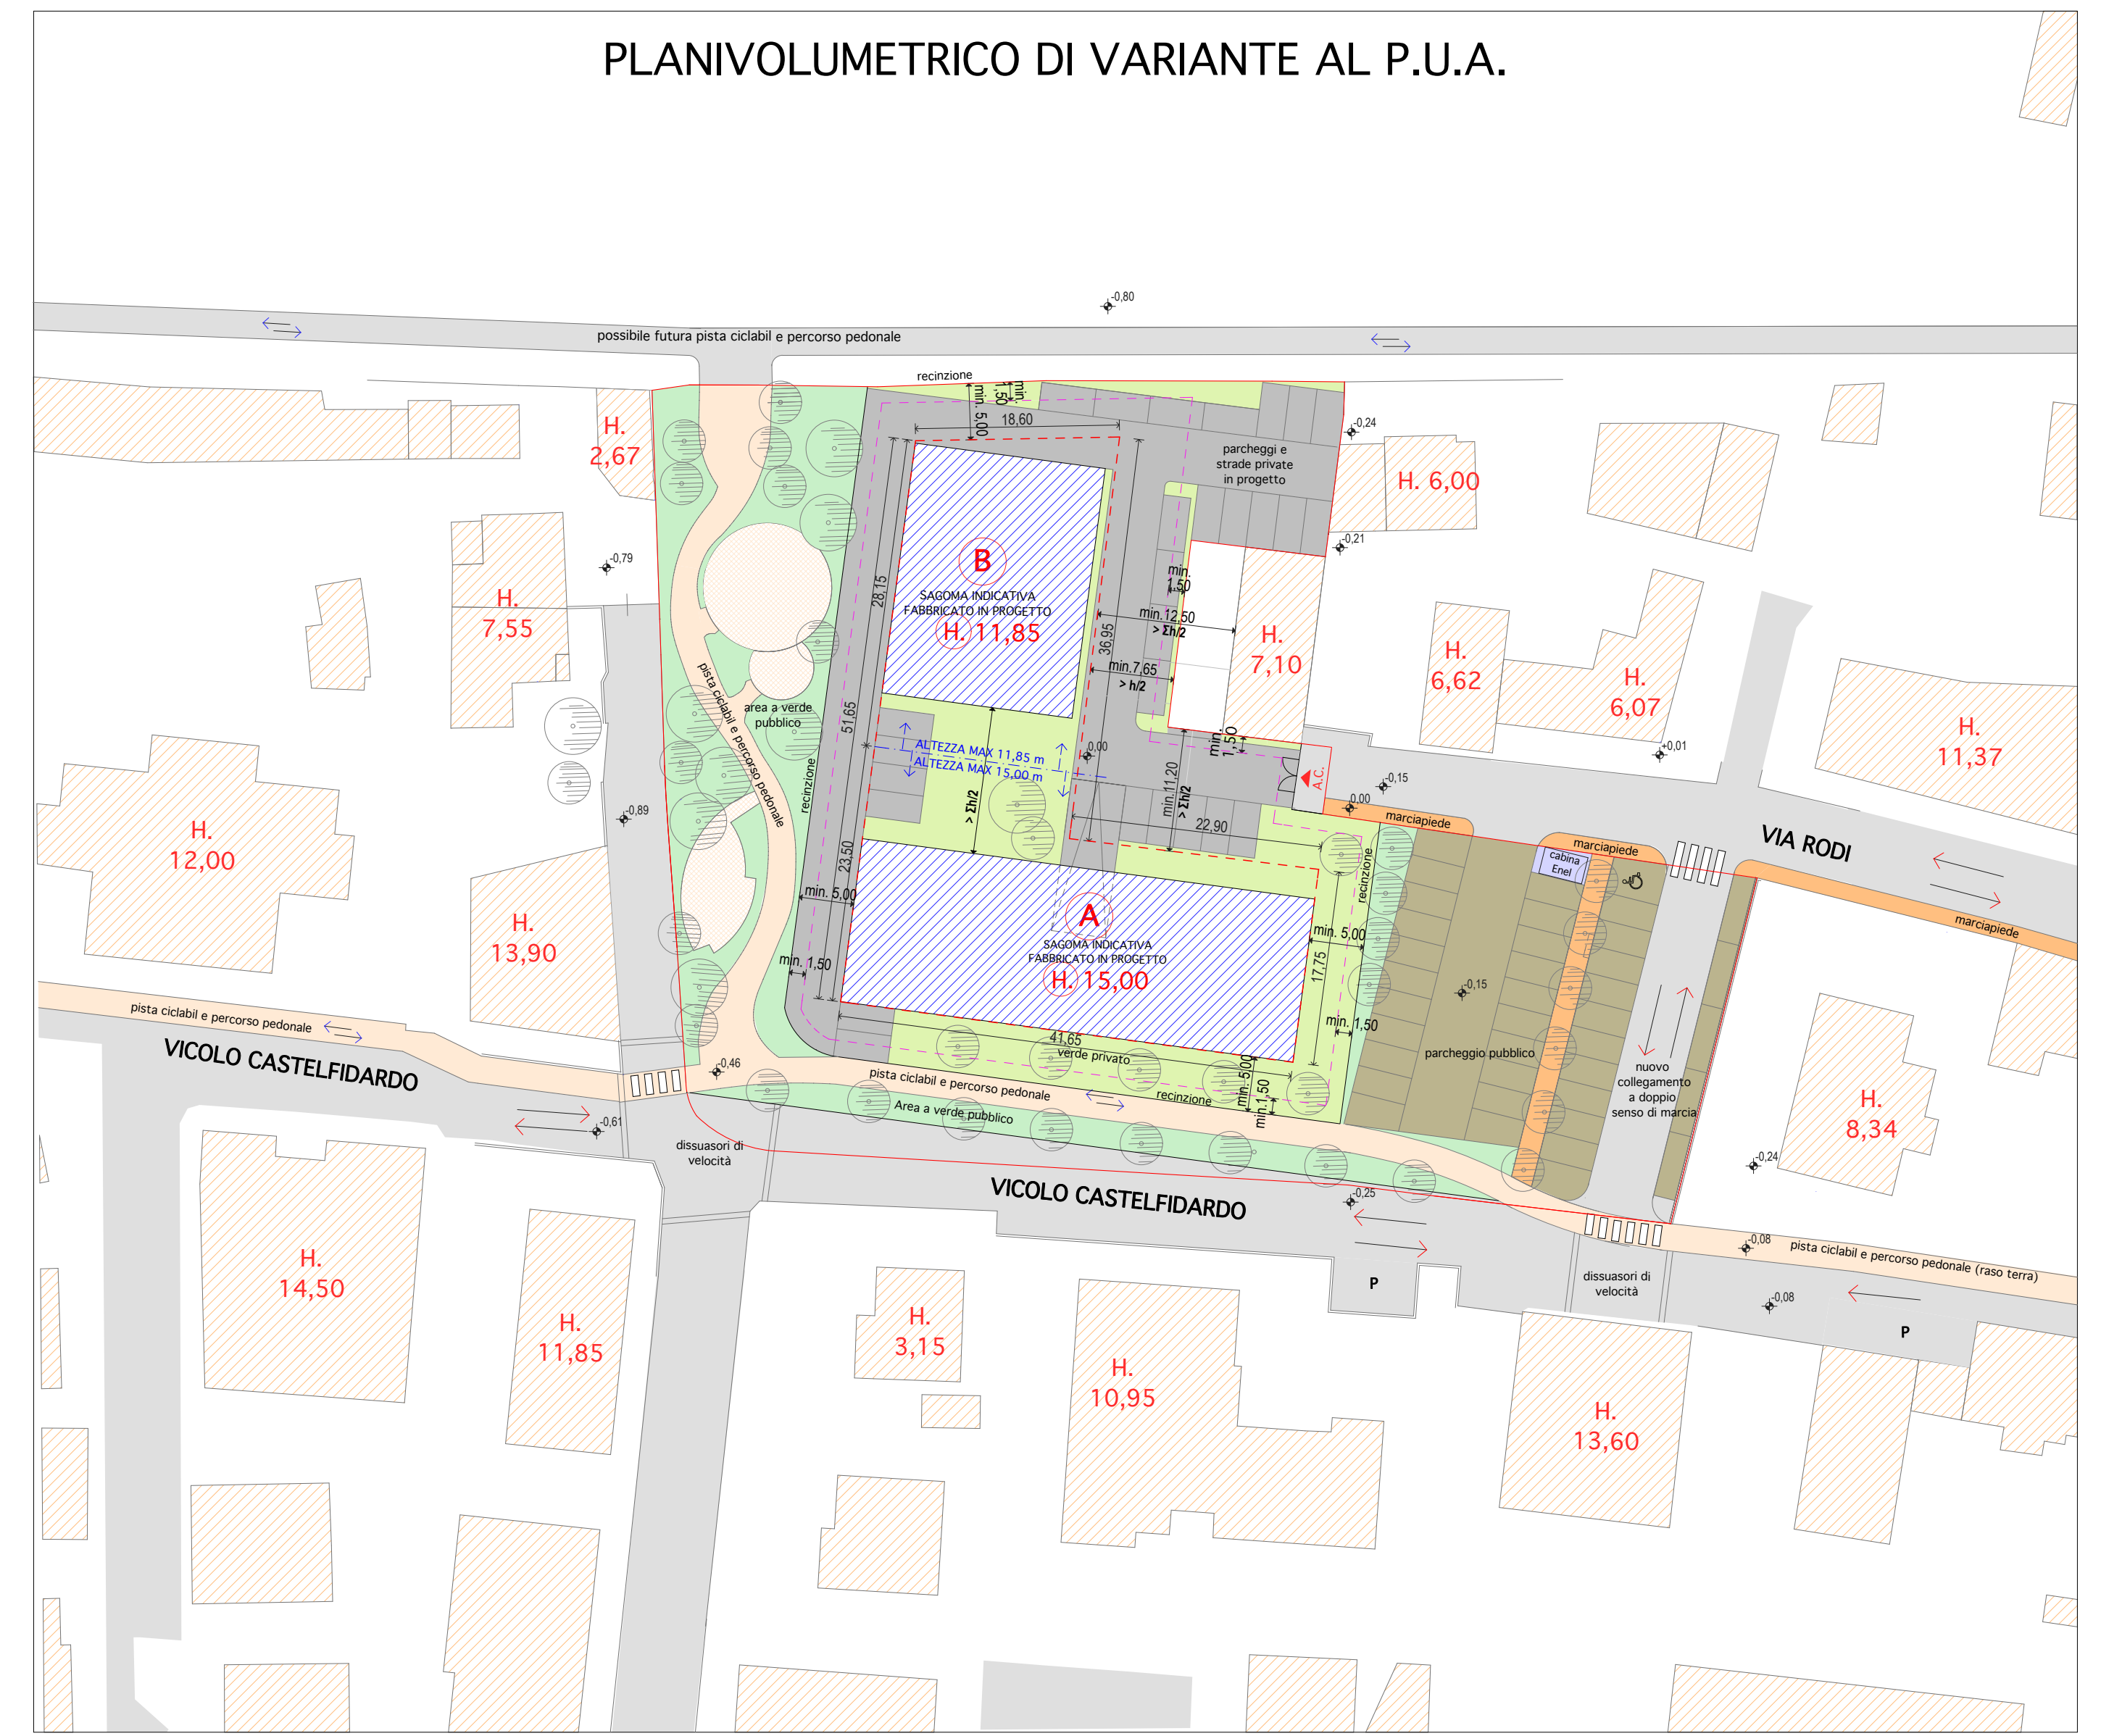 PLANIVOLUMETRICO DI VARIANTE AL P.U.A.
-0,80
possibile futura pista ciclabil e percorso pedonale
recinzione
min.
1,50
min. 5,00
18,60
H.
2,67
-0,24
parcheggi e
strade private
in progetto
H. 6,00
-0,21
-0,79
B
SAGOMA INDICATIVA
FABBRICATO IN PROGETTO
H. 11,85
28,15
min.
1,50
min.12,50
> Σh/2
36,95
min.7,65
> h/2
H.
7,10
H.
7,55
H.
6,62
H.
6,07
pista ciclabil e percorso pedonale
area a verde
pubblico
51,65
recinzione
ALTEZZA MAX 11,85 m
ALTEZZA MAX 15,00 m
0,00
min.
1,50
+0,01
H.
11,37
A.C.
-0,15
0,00
> Σh/2
min.11,20
> Σh/2
22,90
marciapiede
marciapiede
VIA RODI
-0,89
H.
12,00
23,50
cabina
Enel
recinzione
min. 5,00
A
SAGOMA INDICATIVA
FABBRICATO IN PROGETTO
H. 15,00
min. 5,00
17,75
marciapiede
H.
13,90
min. 1,50
-0,15
min. 1,50
pista ciclabil e percorso pedonale
VICOLO CASTELFIDARDO
41,65
verde privato
parcheggio pubblico
nuovo
collegamento
a doppio
senso di marcia
-0,46
pista ciclabil e percorso pedonale
recinzione
min. 5,00
min.1,50
H.
8,34
Area a verde pubblico
-0,61
dissuasori di
velocità
-0,24
VICOLO CASTELFIDARDO
-0,25
-0,08
pista ciclabil e percorso pedonale (raso terra)
H.
14,50
P
dissuasori di
velocità
-0,08
P
H.
11,85
H.
3,15
H.
10,95
H.
13,60